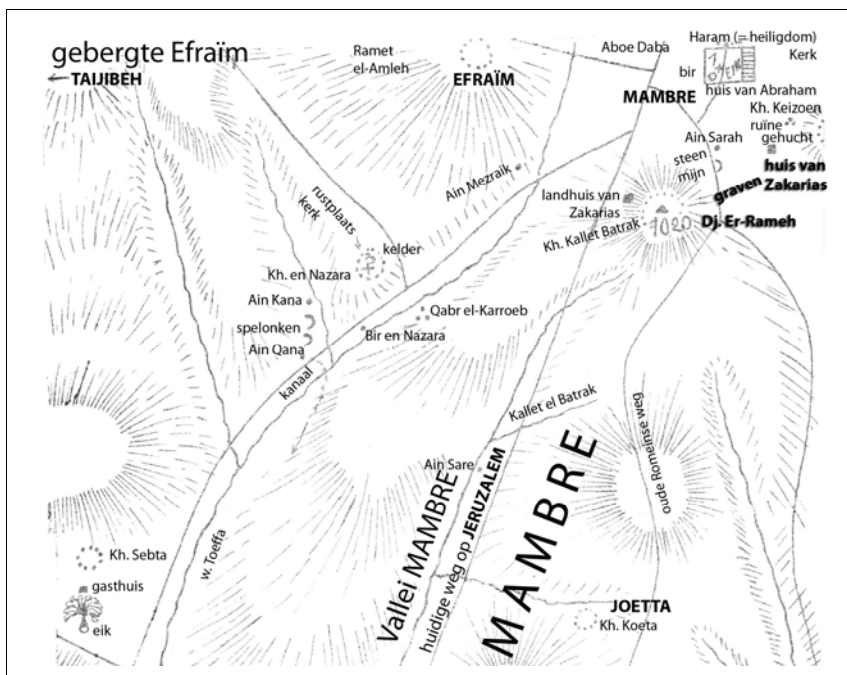 gebergte Efraïm
TAIJIBEH
Ramet
el-Amleh
EFRAÏM
Aboe Daba
Haram (= heiligdom)
Kerk
bir
MAMBRE
huis van Abraham
Kh. Keizoen
ruïne
gehucht
Ain Sarah
steen
mijn
huis van
Zakarias
graven
Ain Mezraik
landhuis van
Zakarias
Kh. Kallet Batrak
1020
Dj. Er-Rameh
rustplaats
kerk
kelder
Kh. en Nazara
Ain Kana
spelonken
Ain Qana
Qabr el-Karroeb
Bir en Nazara
kanaal
Kallet el Batrak
oude Romeinse weg
Ain Sare
Vallei MAMBRE
huidige weg op JERUZALEM
MAMBRE
w. Toeffa
Kh. Sebta
gasthuis
eik
JOETTA
Kh. Koeta